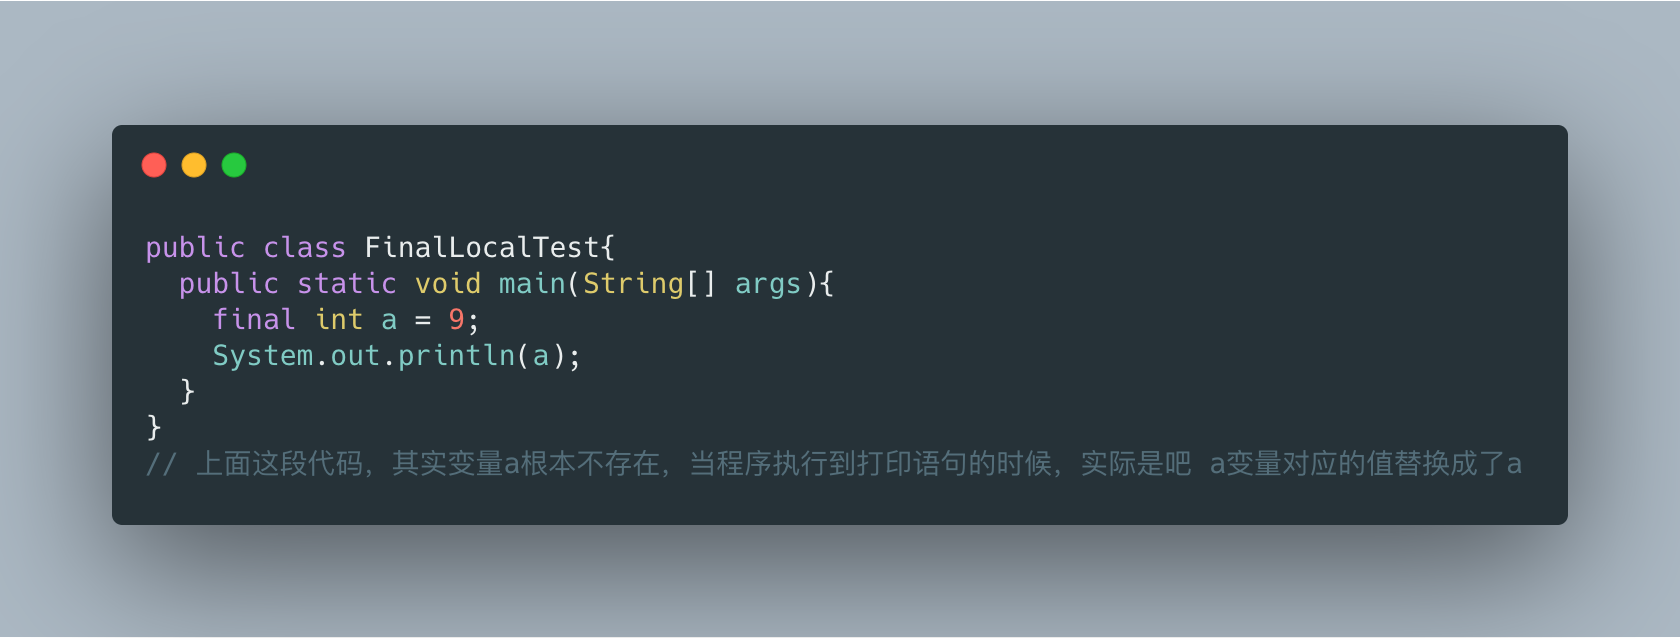 public class FinalLocalTest{
  public static void main(String[] args){
    final int a = 9;
    System.out.println(a);
  }
}
// 上面这段代码，其实变量a根本不存在，当程序执行到打印语句的时候，实际是吧 a变量对应的值替换成了a